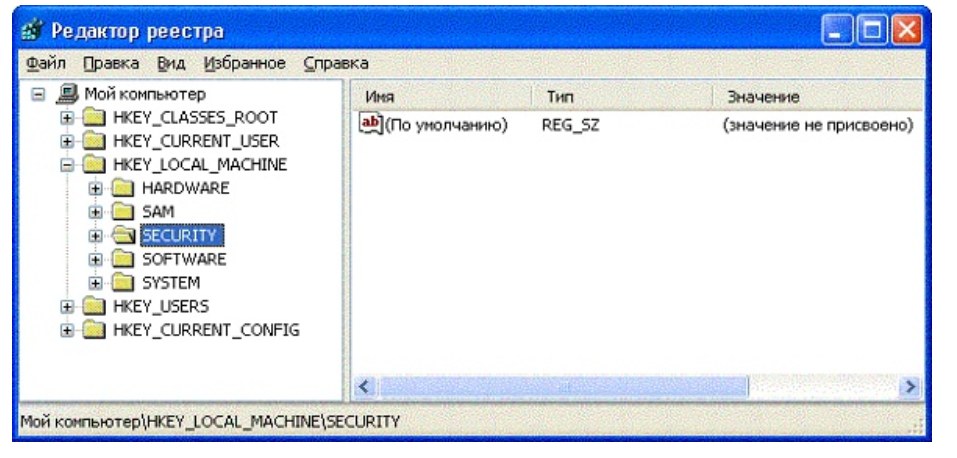 Редактор реестра
Файл Правка Вид Избранное Справка
Мой компьютер
HKEY_CLASSES_ROOT
HKEY_CURRENT_USER
HKEY_LOCAL_MACHINE
HARDWARE
SAM
SECURITY
SOFTWARE
SYSTEM
HKEY_USERS
HKEY_CURRENT_CONFIG
Имя Тип Значение
ab (По умолчанию) REG_SZ (значение не присвоено)
Мой компьютер\HKEY_LOCAL_MACHINE\SECURITY